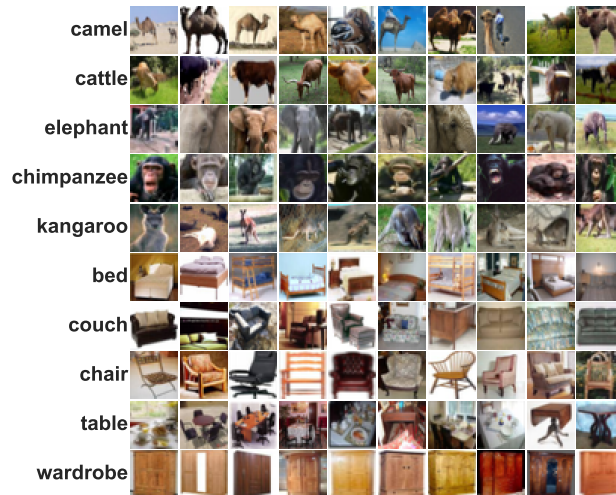 camel
cattle
elephant
chimpanzee
kangaroo
bed
couch
chair
table
wardrobe